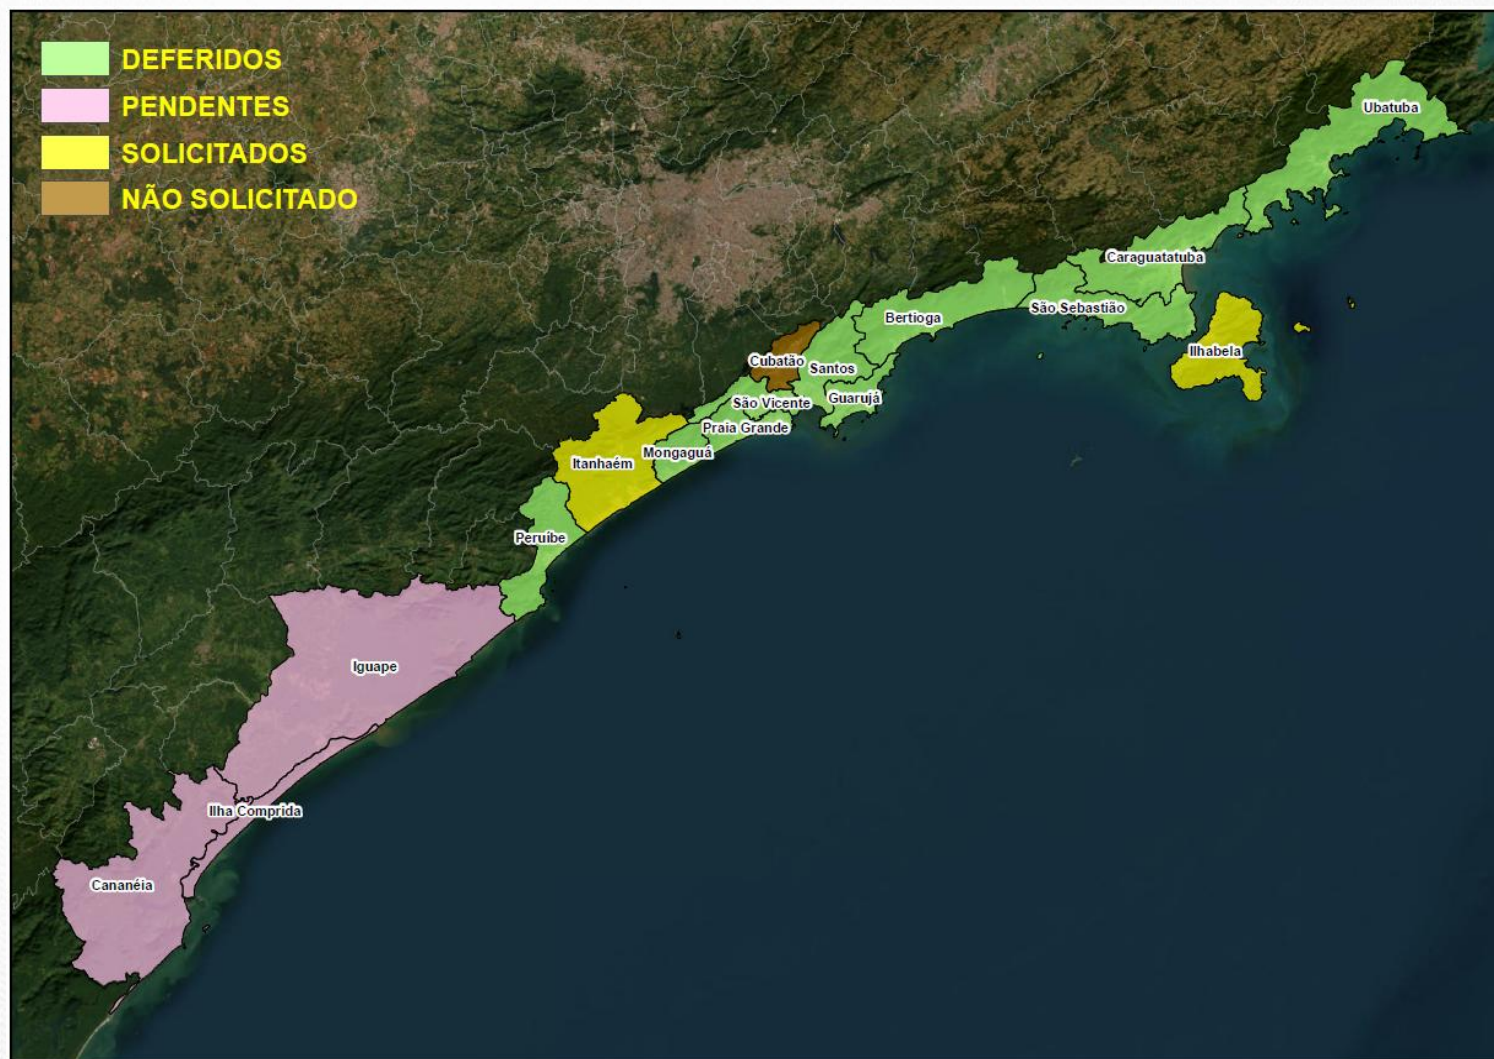 DEFERIDOS
PENDENTES
SOLICITADOS
NÃO SOLICITADO
Ubatuba
Caraguatatuba
São Sebastião
Bertioga
Ilhabela
Cubatão
Santos
Guarujá
São Vicente
Praia Grande
Mongaguá
Itanhaém
Peruíbe
Iguape
Ilha Comprida
Cananéia